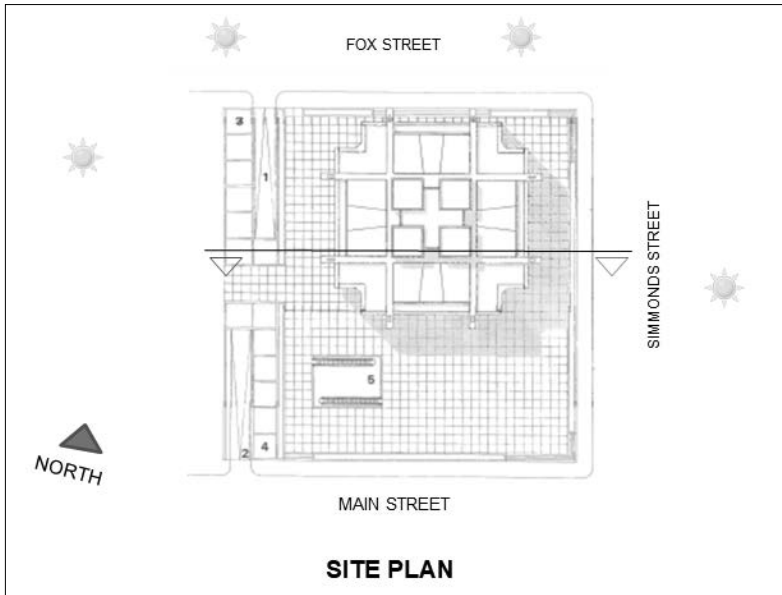 FOX STREET
3
1
SIMMONDS STREET
5
2
4
NORTH
MAIN STREET
SITE PLAN